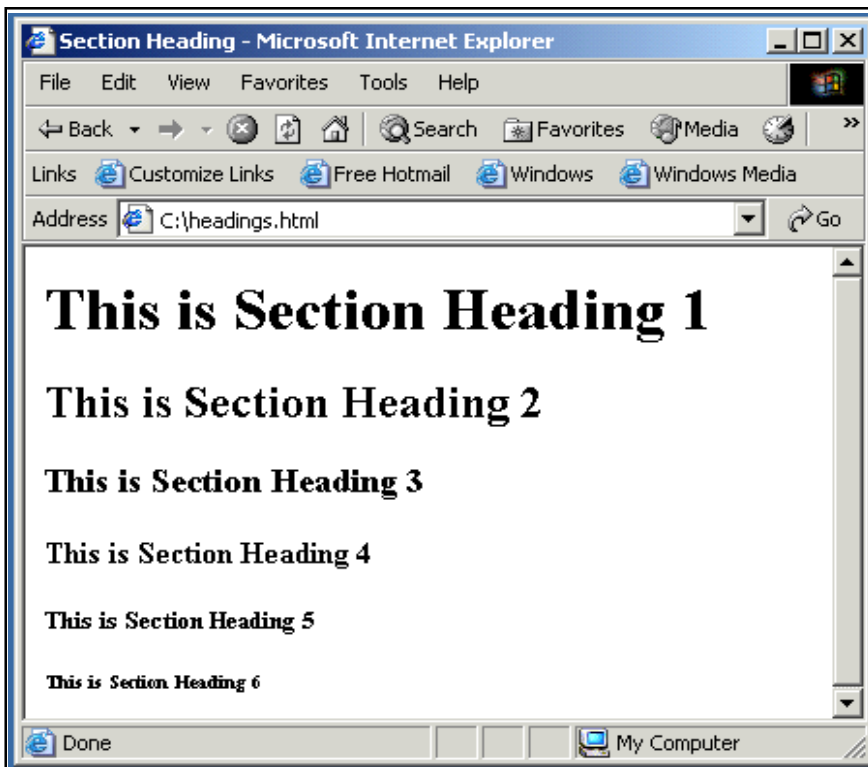 Section Heading - Microsoft Internet Explorer
File Edit View Favorites Tools Help
Back Search Favorites Media »
Links Customize Links Free Hotmail Windows Windows Media
Address C:\headings.html Go
This is Section Heading 1
This is Section Heading 2
This is Section Heading 3
This is Section Heading 4
This is Section Heading 5
This is Section Heading 6
Done My Computer